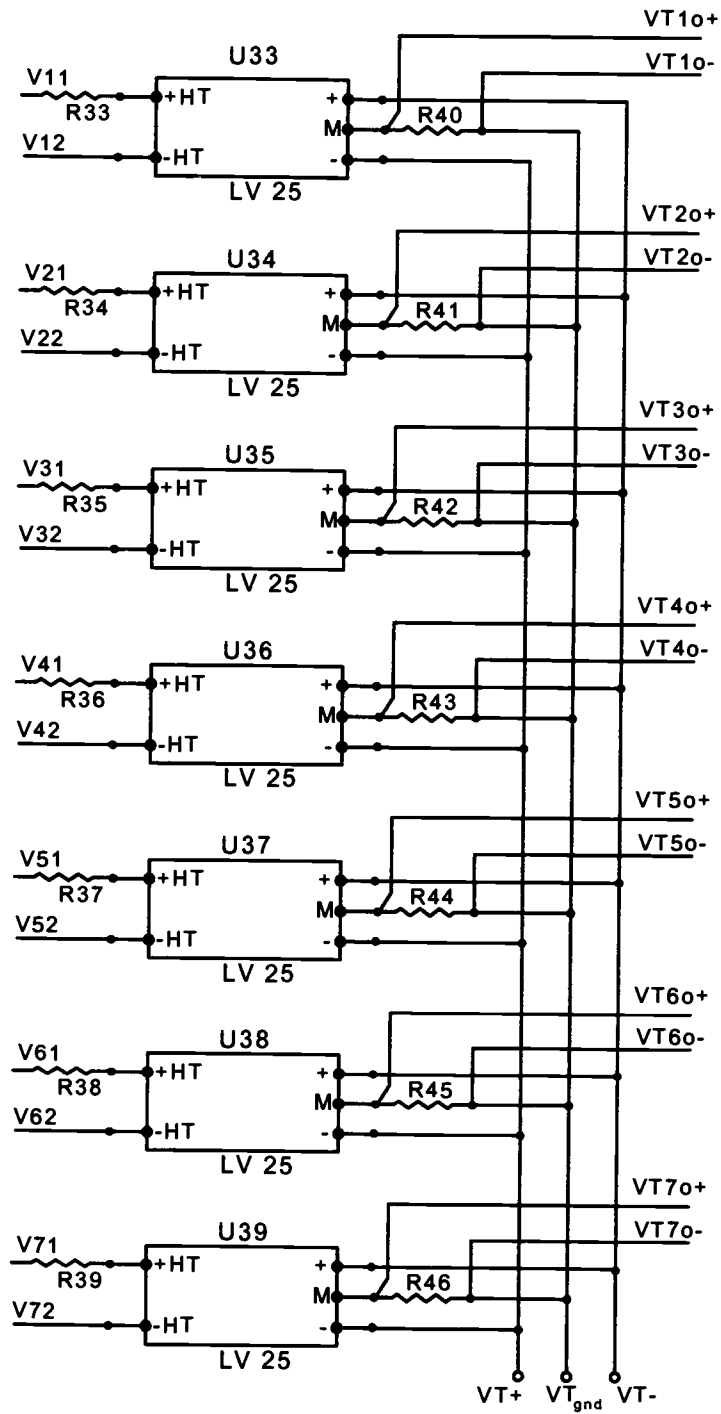 VT1o+
U33
VT1o-
V11
+HT
+
R33
R40
M
V12
-HT
-
LV 25
VT2o+
U34
VT2o-
V21
+HT
+
R34
R41
M
V22
-HT
-
LV 25
VT3o+
U35
VT3o-
V31
+HT
+
R35
R42
M
V32
-HT
-
LV 25
VT4o+
U36
VT4o-
V41
+HT
+
R36
R43
M
V42
-HT
-
LV 25
VT5o+
U37
VT5o-
V51
+HT
+
R37
R44
M
V52
-HT
-
LV 25
VT6o+
U38
VT6o-
V61
+HT
+
R38
R45
M
V62
-HT
-
LV 25
VT7o+
U39
VT7o-
V71
+HT
+
R39
R46
M
V72
-HT
-
LV 25
VT+ VTgnd VT-